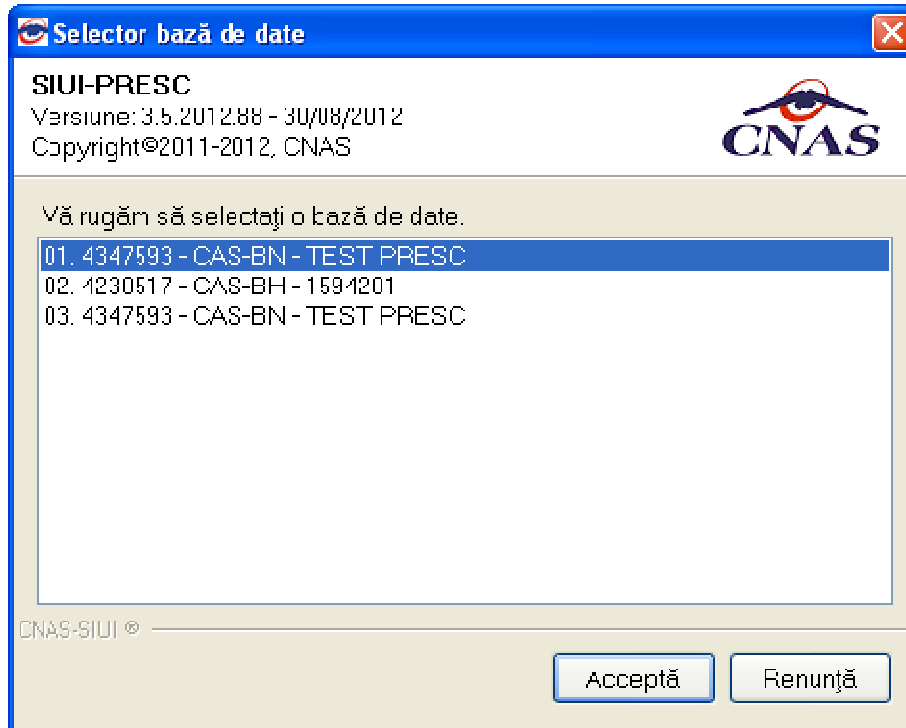 Selector bază de date
SIUI-PRESC
Versiune: 3.5.2012.88 - 30/08/2012
Copyright©2011-2012, CNAS
CNAS
Vă rugăm să selectaţi o bază de date.
01. 4347593 - CAS-BN - TEST PRESC
02. 4230517 - CAS-BH - 1594201
03. 4347593 - CAS-BN - TEST PRESC
CNAS-SIUI ®
Acceptă
Renunţă